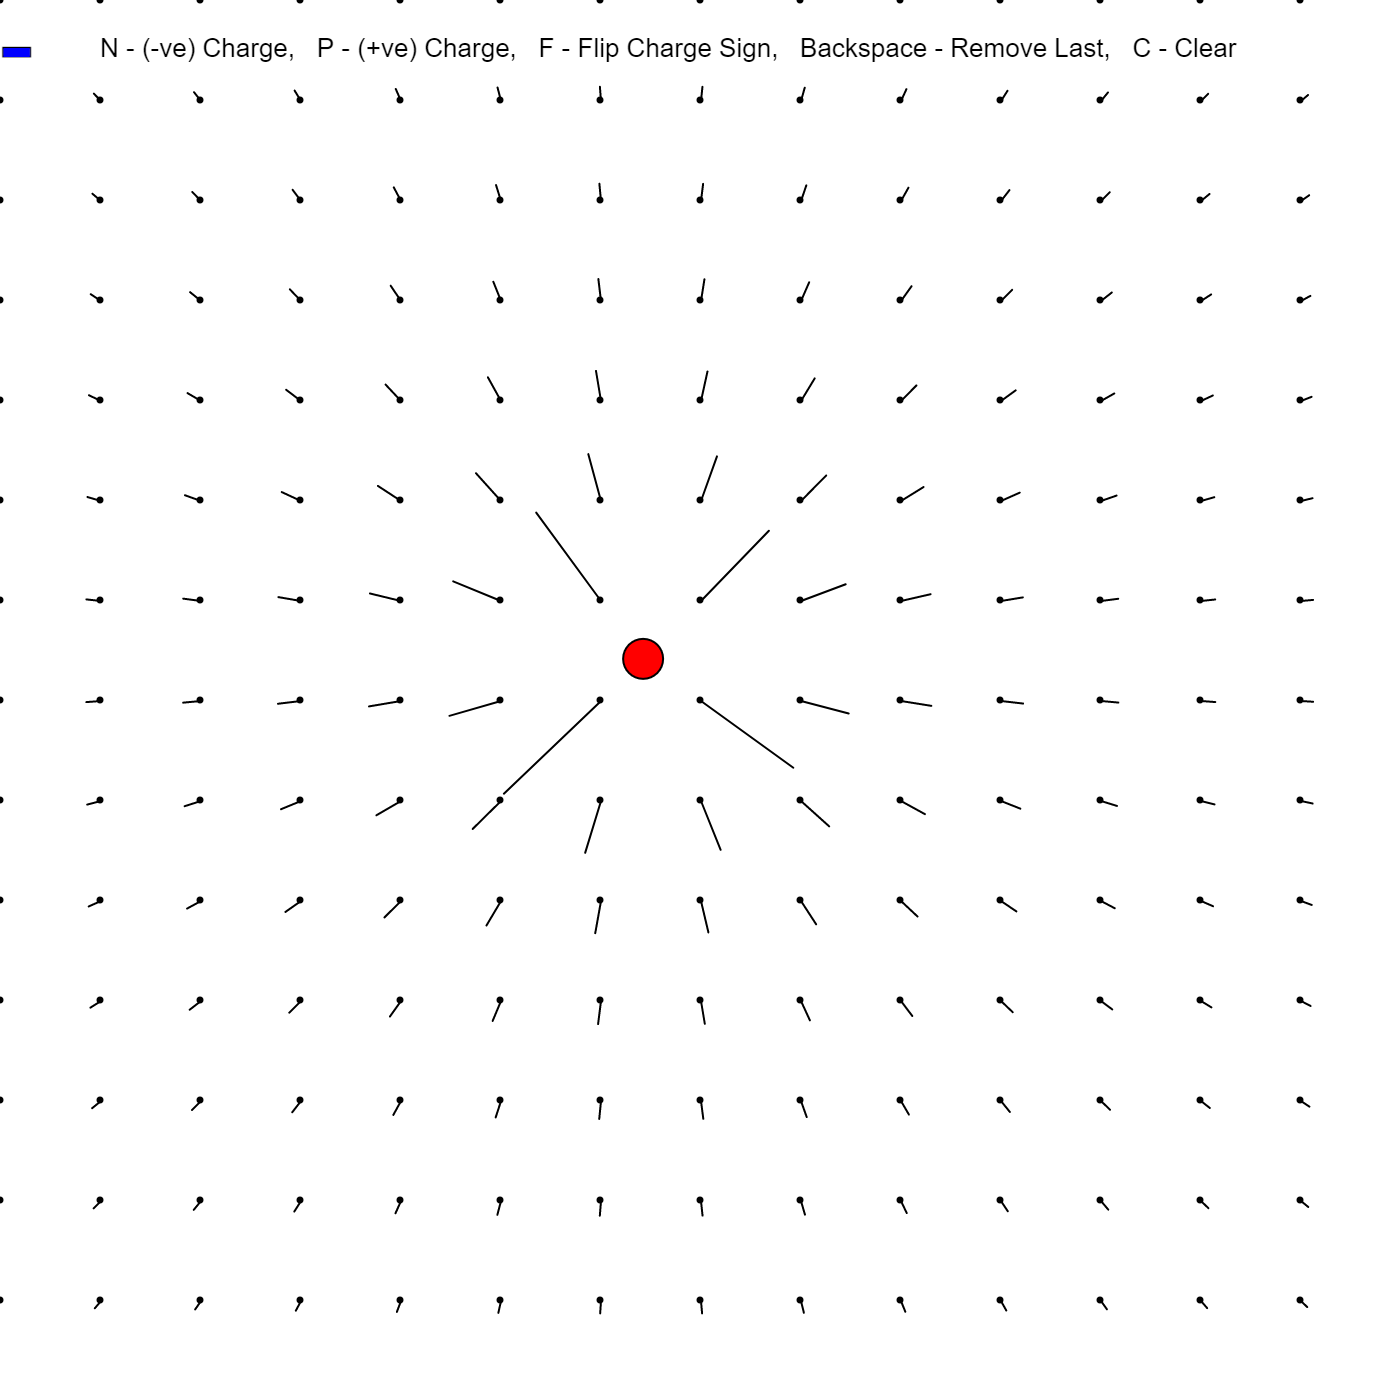 N - (-ve) Charge, P - (+ve) Charge, F - Flip Charge Sign, Backspace - Remove Last, C - Clear